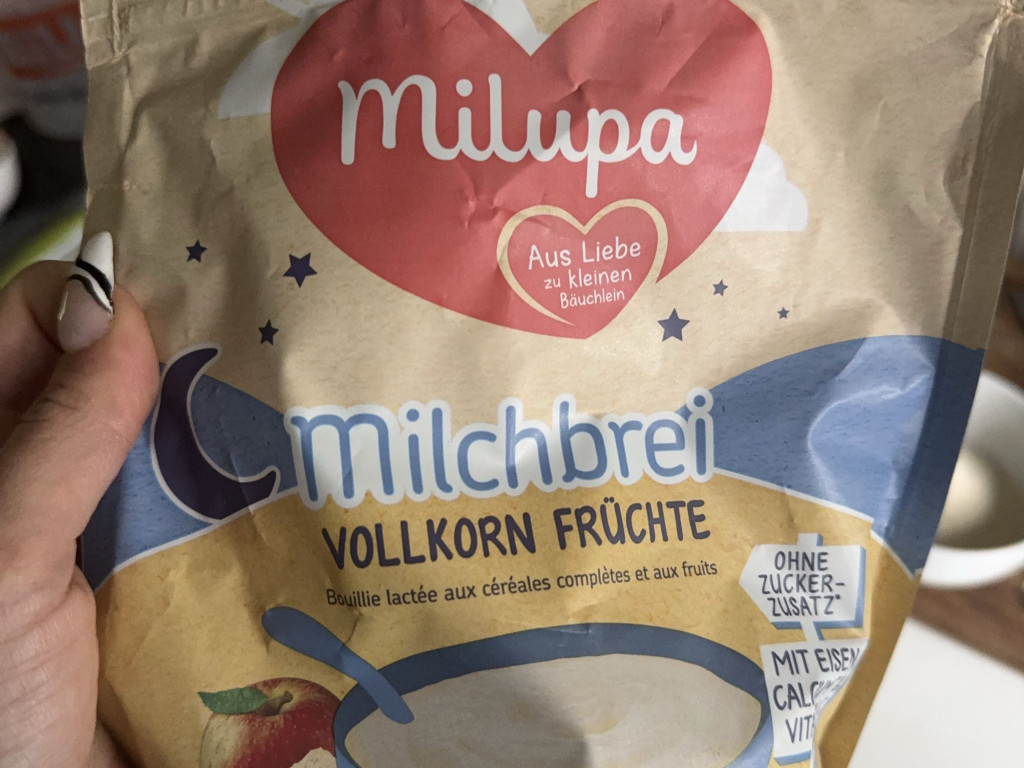 Milupa
Aus Liebe
zu kleinen
Bäuchlein
Milchbrei
VOLLKORN FRÜCHTE
Bouillie lactée aux céréales complètes et aux fruits
OHNE
ZUCKER-
ZUSATZ*
MIT EISEN